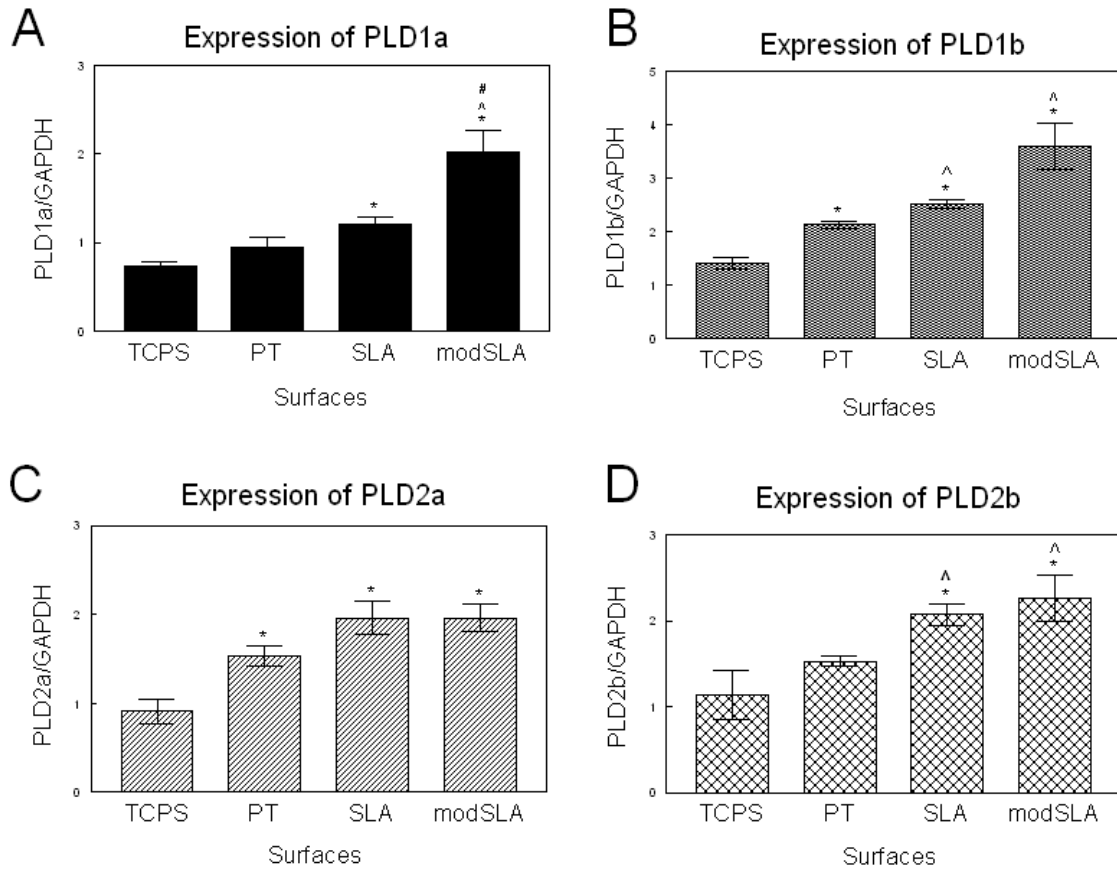 A
Expression of PLD1a
PLD1a/GAPDH
3
2
1
0
*
#
^
*
TCPS PT SLA modSLA
Surfaces
B
Expression of PLD1b
PLD1b/GAPDH
5
4
3
2
1
0
*
^
*
^
*
TCPS PT SLA modSLA
Surfaces
C
Expression of PLD2a
PLD2a/GAPDH
3
2
1
0
*
*
*
TCPS PT SLA modSLA
Surfaces
D
Expression of PLD2b
PLD2b/GAPDH
3
2
1
0
^
*
^
*
TCPS PT SLA modSLA
Surfaces